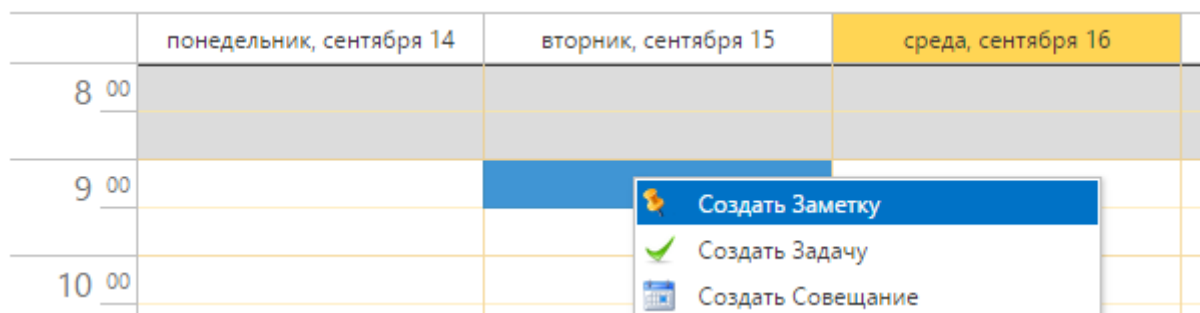 понедельник, сентября 14 вторник, сентября 15 среда, сентября 16
8 00
9 00
Создать Заметку
Создать Задачу
10 00
Создать Совещание